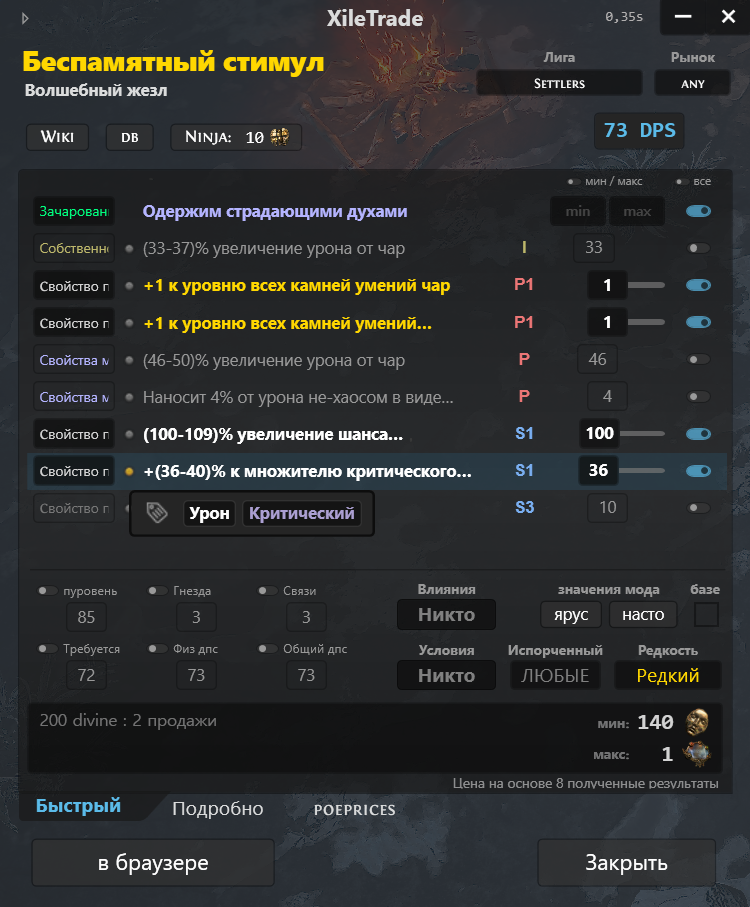 XileTrade
0,35s
Беспамятный стимул
Волшебный жезл
Лига
Рынок
SETTLERS
ANY
WIKI
DB
NINJA: 10
73 DPS
мин / макс
все
Зачарован
Одержим страдающими духами
min
max
Собственно
(33-37)% увеличение урона от чар
I
33
Свойство п
+1 к уровню всех камней умений чар
P1
1
Свойство п
+1 к уровню всех камней умений...
P1
1
Свойства м
(46-50)% увеличение урона от чар
P
46
Свойства м
Наносит 4% от урона не-хаосом в виде...
P
4
Свойство п
(100-109)% увеличение шанса...
S1
100
Свойство п
+(36-40)% к множителю критического...
S1
36
Свойство п
Урон
Критический
S3
10
пуровень
Гнезда
Связи
Влияния
значения мода
базе
85
3
3
Никто
ярус
насто
Требуется
Физ дпс
Общий дпс
Условия
Испорченный
Редкость
72
73
73
Никто
ЛЮБЫЕ
Редкий
200 divine : 2 продажи
мин: 140
макс: 1
Цена на основе 8 полученные результаты
Быстрый
Подробно
POEPRICES
в браузере
Закрыть